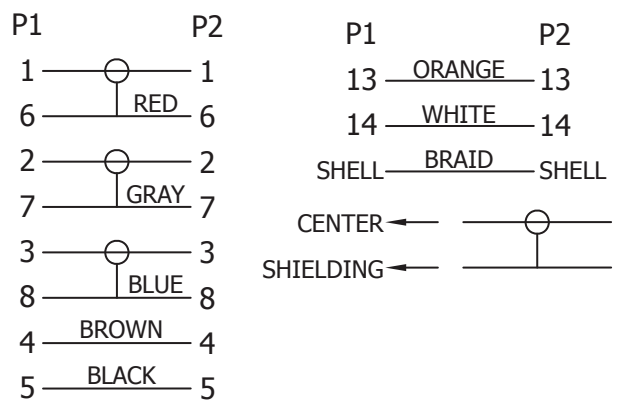 P1 P2
1 1
6 RED 6
2 2
7 GRAY 7
3 3
8 BLUE 8
4 BROWN 4
5 BLACK 5
P1 P2
13 ORANGE 13
14 WHITE 14
SHELL BRAID SHELL
CENTER
SHIELDING